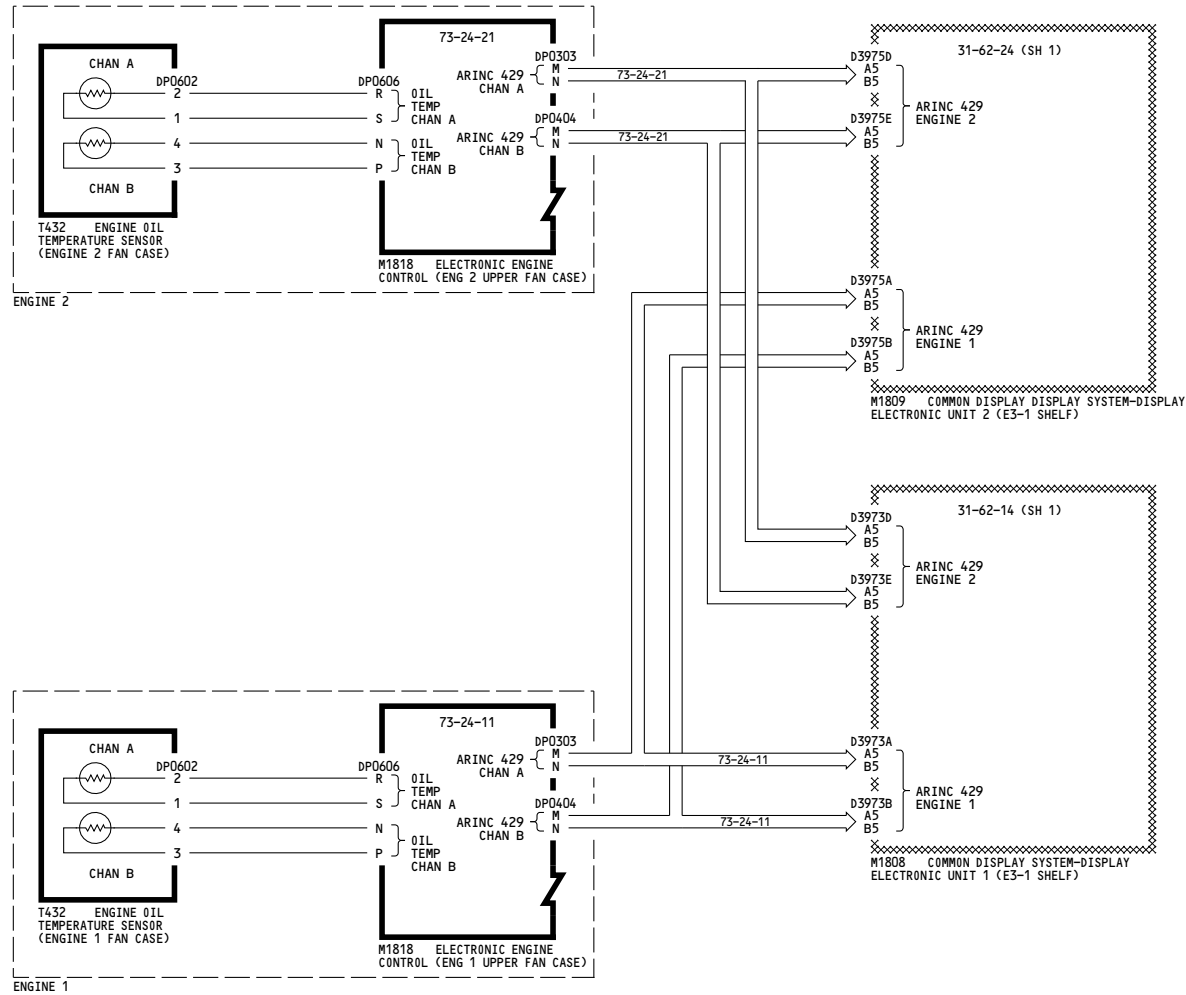 73-24-21
CHAN A
DP0602
2
1
4
3
CHAN B
T432 ENGINE OIL
TEMPERATURE SENSOR
(ENGINE 2 FAN CASE)
DP0606
R
S
N
P
OIL
TEMP
CHAN A
OIL
TEMP
CHAN B
ARINC 429
CHAN A
ARINC 429
CHAN B
DP0303
M
N
DP0404
M
N
M1818 ELECTRONIC ENGINE
CONTROL (ENG 2 UPPER FAN CASE)
ENGINE 2
73-24-21
73-24-21
31-62-24 (SH 1)
D3975D
A5
B5
D3975E
A5
B5
ARINC 429
ENGINE 2
D3975A
A5
B5
D3975B
A5
B5
ARINC 429
ENGINE 1
M1809 COMMON DISPLAY DISPLAY SYSTEM-DISPLAY
ELECTRONIC UNIT 2 (E3-1 SHELF)
31-62-14 (SH 1)
D3973D
A5
B5
D3973E
A5
B5
ARINC 429
ENGINE 2
D3973A
A5
B5
D3973B
A5
B5
ARINC 429
ENGINE 1
M1808 COMMON DISPLAY SYSTEM-DISPLAY
ELECTRONIC UNIT 1 (E3-1 SHELF)
73-24-11
CHAN A
DP0602
2
1
4
3
CHAN B
T432 ENGINE OIL
TEMPERATURE SENSOR
(ENGINE 1 FAN CASE)
DP0606
R
S
N
P
OIL
TEMP
CHAN A
OIL
TEMP
CHAN B
ARINC 429
CHAN A
ARINC 429
CHAN B
DP0303
M
N
DP0404
M
N
73-24-11
73-24-11
M1818 ELECTRONIC ENGINE
CONTROL (ENG 1 UPPER FAN CASE)
ENGINE 1